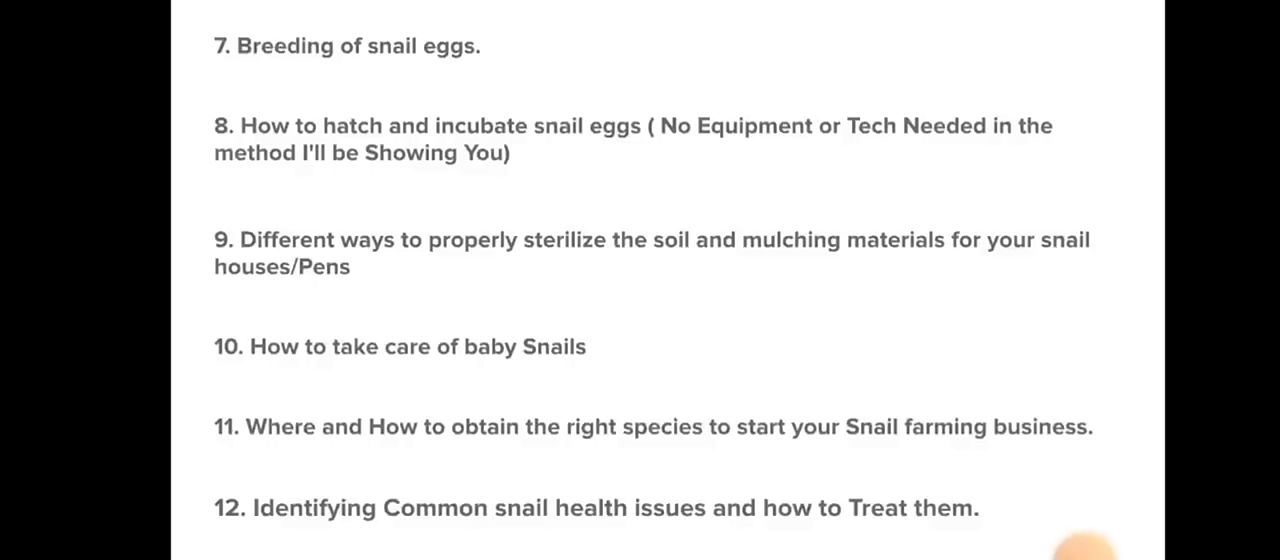 7. Breeding of snail eggs.
8. How to hatch and incubate snail eggs ( No Equipment or Tech Needed in the
method I'll be Showing You)
9. Different ways to properly sterilize the soil and mulching materials for your snail
houses/Pens
10. How to take care of baby Snails
11. Where and How to obtain the right species to start your Snail farming business.
12. Identifying Common snail health issues and how to Treat them.